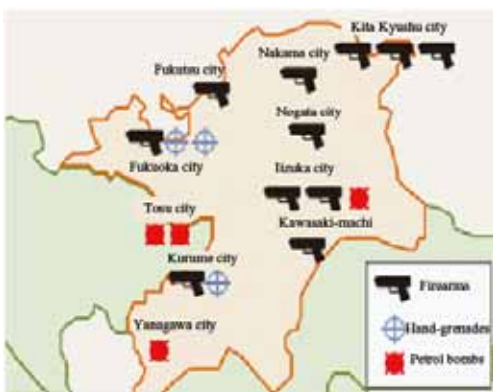 Kita Kyushu city
Nakama city
Fukutsu city
Nogata city
Fukuoka city
Iizuka city
Tosu city
Kawasaki-machi
Kurume city
Yanagawa city
Firearms
Hand-grenades
Petrol bombs